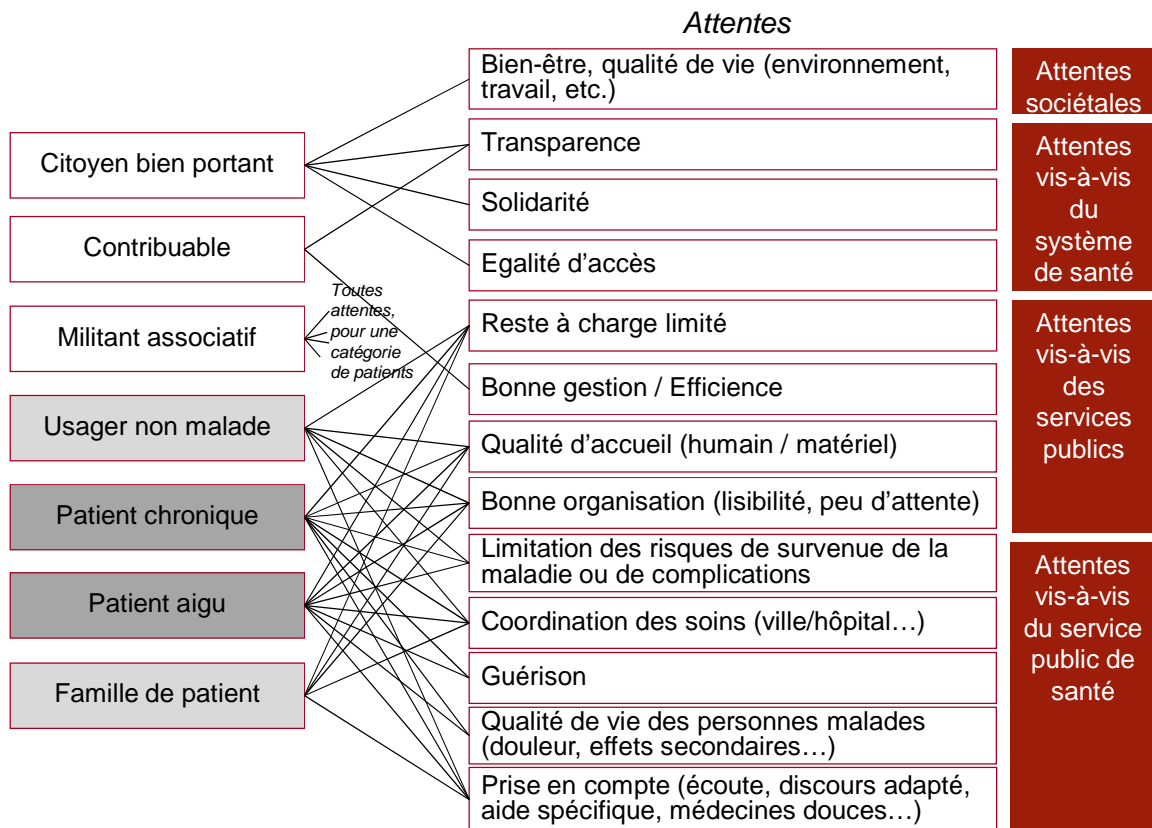 Attentes
Citoyen bien portant
Contribuable
Militant associatif
Toutes
attentes,
pour une
catégorie
de patients
Usager non malade
Patient chronique
Patient aigu
Famille de patient
Bien-être, qualité de vie (environnement,
travail, etc.)
Transparence
Solidarité
Egalité d’accès
Reste à charge limité
Bonne gestion / Efficience
Qualité d’accueil (humain / matériel)
Bonne organisation (lisibilité, peu d’attente)
Limitation des risques de survenue de la
maladie ou de complications
Coordination des soins (ville/hôpital…)
Guérison
Qualité de vie des personnes malades
(douleur, effets secondaires…)
Prise en compte (écoute, discours adapté,
aide spécifique, médecines douces…)
Attentes
sociétales
Attentes
vis-à-vis
du
système
de santé
Attentes
vis-à-vis
des
services
publics
Attentes
vis-à-vis
du service
public de
santé